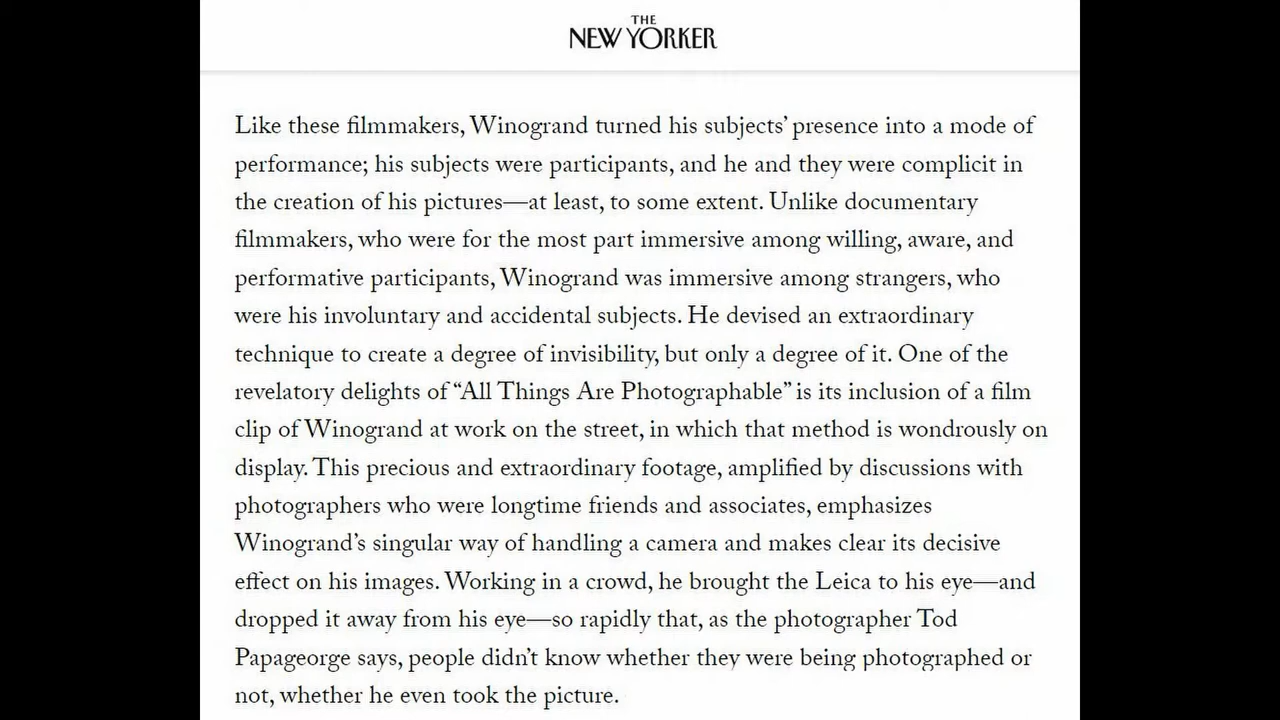 THE
NEW YORKER
Like these filmmakers, Winogrand turned his subjects’ presence into a mode of
performance; his subjects were participants, and he and they were complicit in
the creation of his pictures—at least, to some extent. Unlike documentary
filmmakers, who were for the most part immersive among willing, aware, and
performative participants, Winogrand was immersive among strangers, who
were his involuntary and accidental subjects. He devised an extraordinary
technique to create a degree of invisibility, but only a degree of it. One of the
revelatory delights of “All Things Are Photographable” is its inclusion of a film
clip of Winogrand at work on the street, in which that method is wondrously on
display. This precious and extraordinary footage, amplified by discussions with
photographers who were longtime friends and associates, emphasizes
Winogrand’s singular way of handling a camera and makes clear its decisive
effect on his images. Working in a crowd, he brought the Leica to his eye—and
dropped it away from his eye—so rapidly that, as the photographer Tod
Papageorge says, people didn’t know whether they were being photographed or
not, whether he even took the picture.